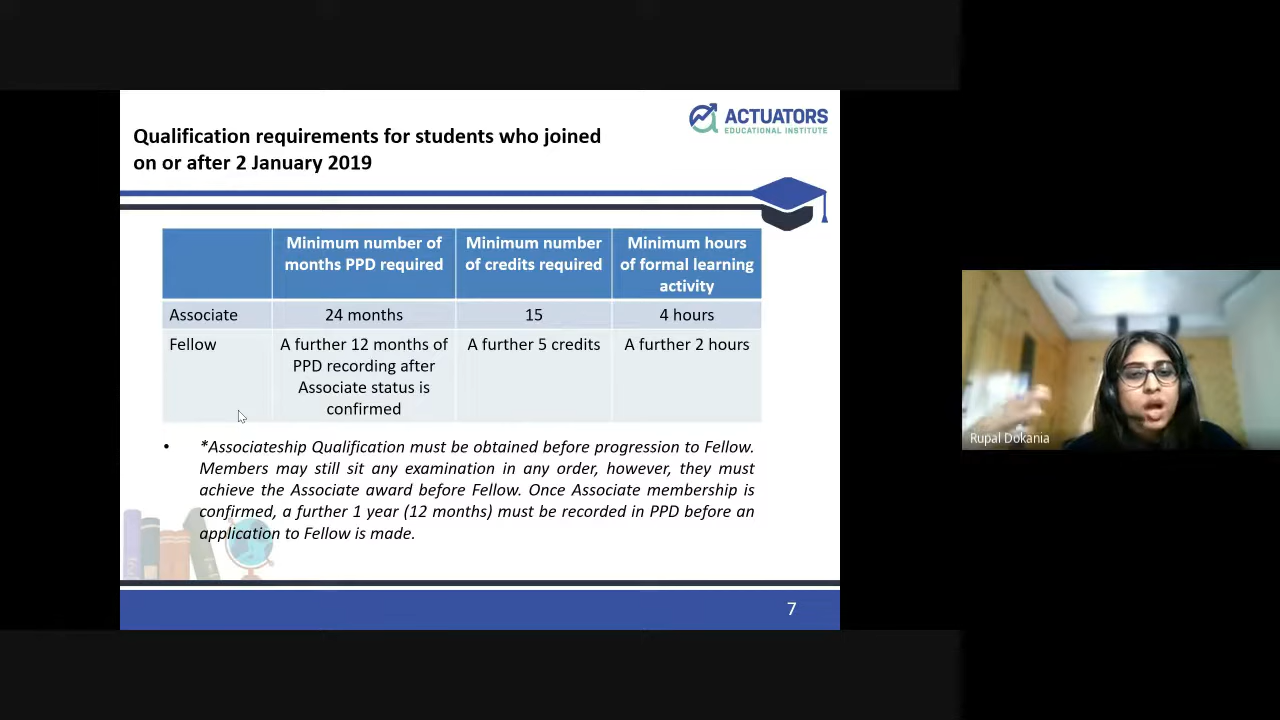 ACTUATORS
EDUCATIONAL INSTITUTE
Qualification requirements for students who joined
on or after 2 January 2019
Minimum number of
months PPD required
Minimum number
of credits required
Minimum hours
of formal learning
activity
Associate
24 months
15
4 hours
Fellow
A further 12 months of
PPD recording after
Associate status is
confirmed
A further 5 credits
A further 2 hours
• *Associateship Qualification must be obtained before progression to Fellow.
Members may still sit any examination in any order, however, they must
achieve the Associate award before Fellow. Once Associate membership is
confirmed, a further 1 year (12 months) must be recorded in PPD before an
application to Fellow is made.
7
Rupal Dokania